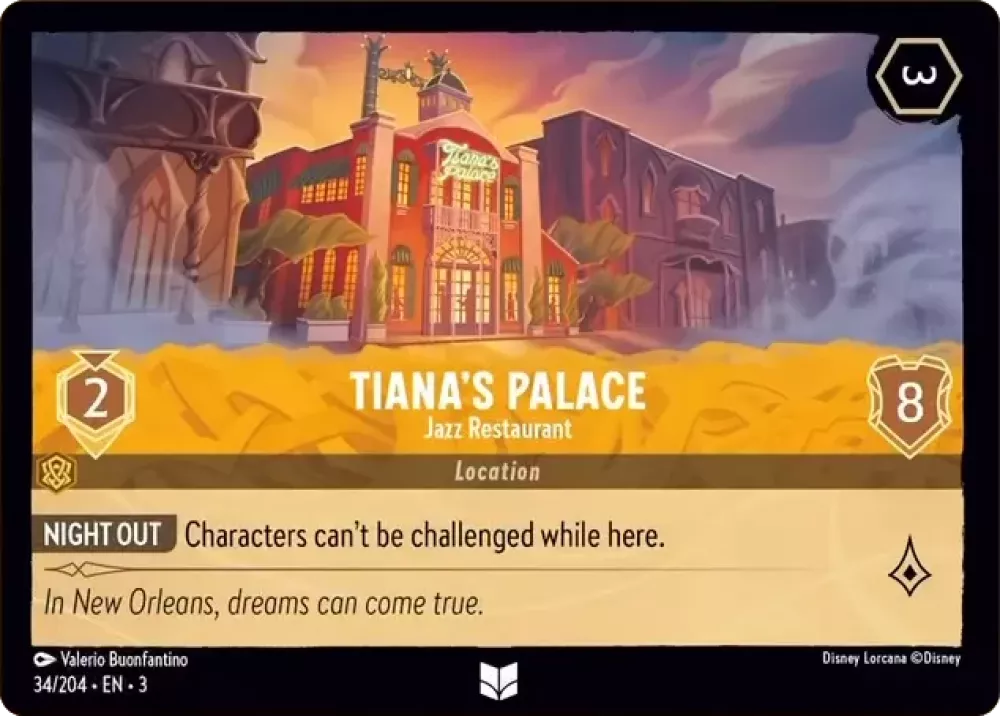 3
Tiana's
Palace
2
TIANA'S PALACE
8
Jazz Restaurant
Location
NIGHT OUT Characters can't be challenged while here.
In New Orleans, dreams can come true.
Valerio Buonfantino
Disney Lorcana ©Disney
34/204 • EN • 3